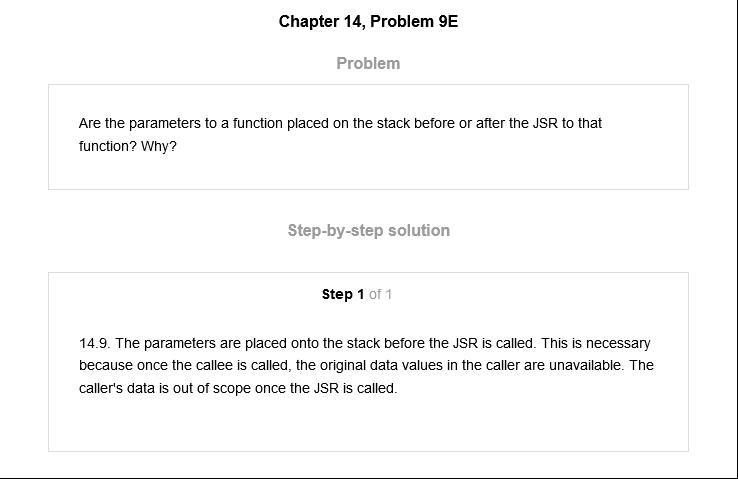 Chapter 14, Problem 9E
Problem
Are the parameters to a function placed on the stack before or after the JSR to that
function? Why?
Step-by-step solution
Step 1 of 1
14.9. The parameters are placed onto the stack before the JSR is called. This is necessary
because once the callee is called, the original data values in the caller are unavailable. The
caller's data is out of scope once the JSR is called.